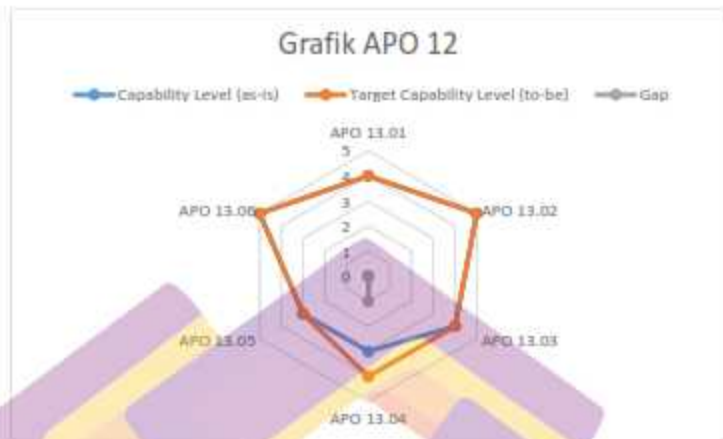 Grafik APO 12
Capability Level (as-is) Target Capability Level (to-be) Gap
APO 13.01
5
4
3
2
1
0
APO 13.06 APO 13.02
APO 13.05 APO 13.03
APO 13.04